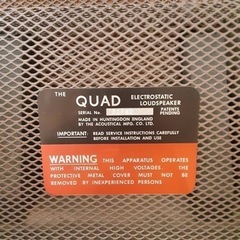 THE QUAD ELECTROSTATIC
LOUDSPEAKER
SERIAL No. PATENTS
MADE IN HUNTINGDON ENGLAND PENDING
BY THE ACOUSTICAL MFG. CO. LTD.
IMPORTANT: READ SERVICE INSTRUCTIONS CAREFULLY
BEFORE INSTALLATION AND USE
WARNING THIS APPARATUS OPERATES
WITH INTERNAL HIGH VOLTAGES. THE
PROTECTIVE METAL COVER MUST NOT BE
REMOVED BY INEXPERIENCED PERSONS